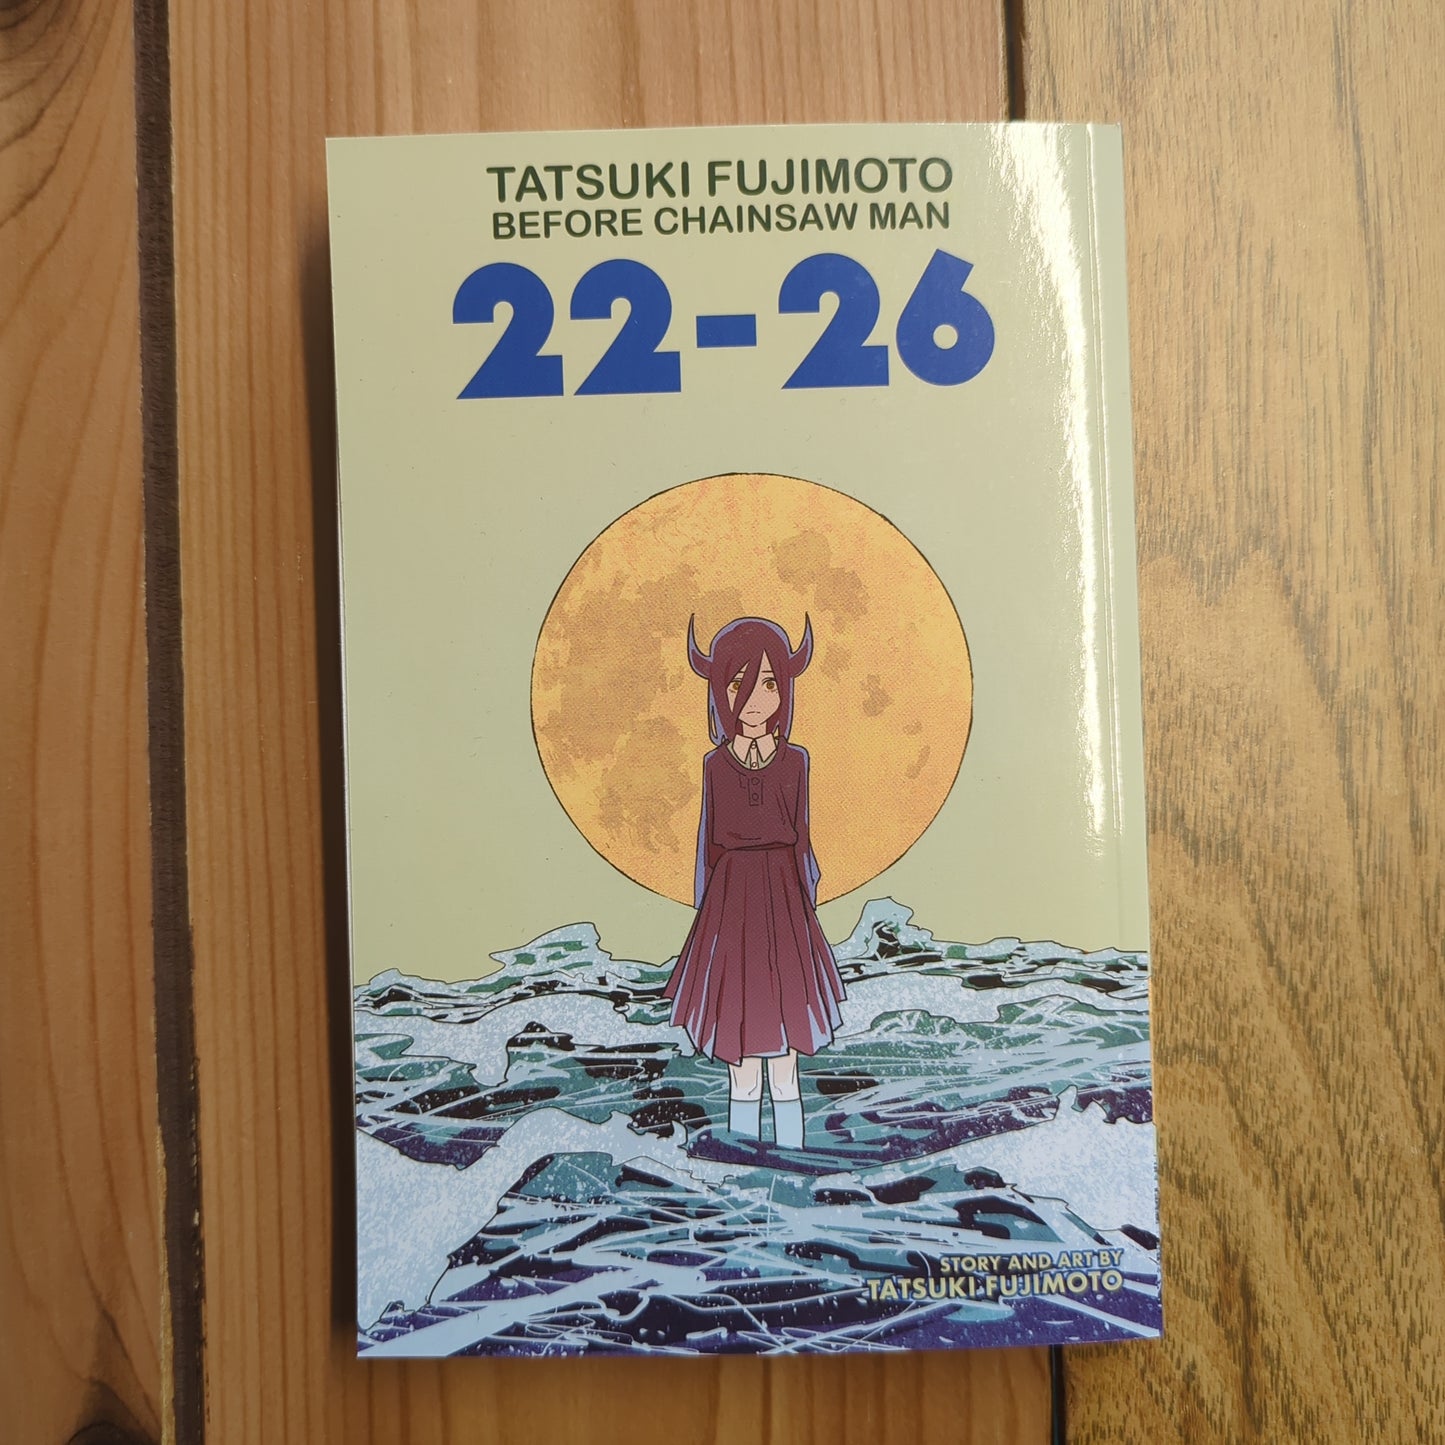 TATSUKI FUJIMOTO
BEFORE CHAINSAW MAN
22-26
STORY AND ART BY
TATSUKI FUJIMOTO